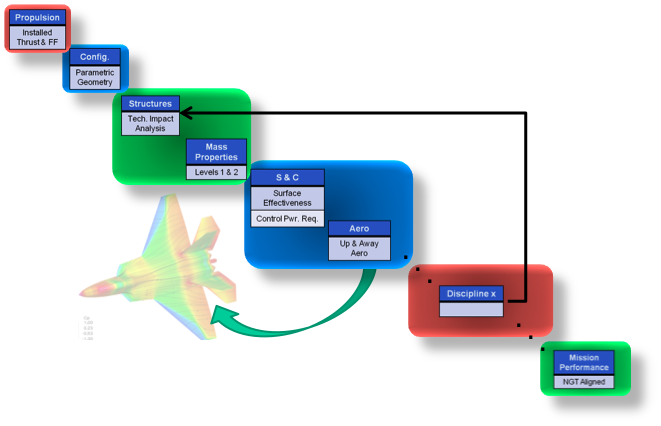 Propulsion
Installed
Thrust & FF
Config.
Parametric
Geometry
Structures
Tech. Impact
Analysis
Mass
Properties
Levels 1 & 2
S & C
Surface
Effectiveness
Control Pwr. Req.
Aero
Up & Away
Aero
Discipline x
Mission
Performance
NGT Aligned